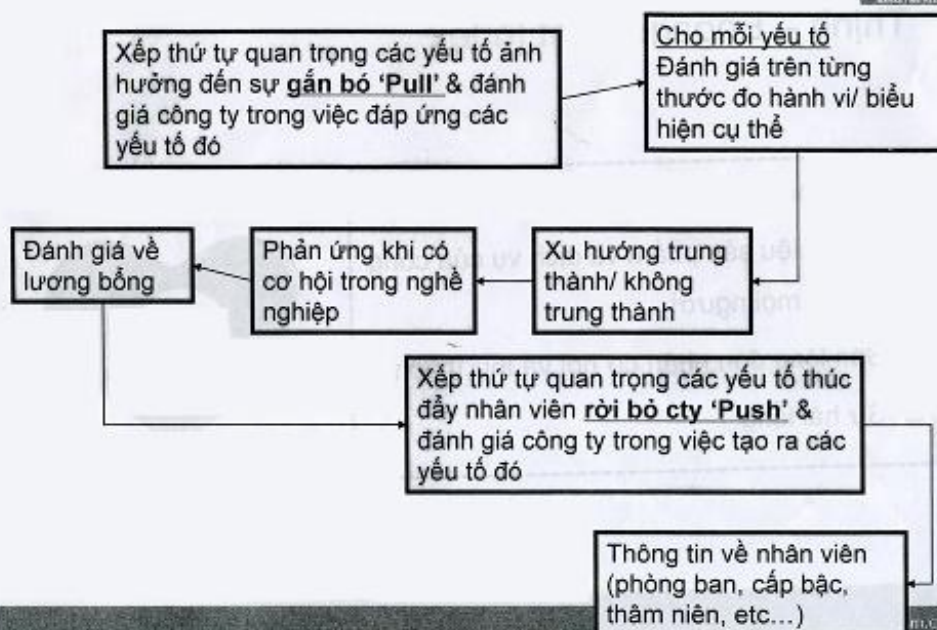 Xếp thứ tự quan trọng các yếu tố ảnh
hưởng đến sự gắn bó 'Pull' & đánh
giá công ty trong việc đáp ứng các
yếu tố đó
Cho mỗi yếu tố
Đánh giá trên từng
thước đo hành vi/ biểu
hiện cụ thể
Xu hướng trung
thành/ không
trung thành
Phản ứng khi có
cơ hội trong nghề
nghiệp
Đánh giá về
lương bổng
Xếp thứ tự quan trọng các yếu tố thúc
đẩy nhân viên rời bỏ cty 'Push' &
đánh giá công ty trong việc tạo ra các
yếu tố đó
Thông tin về nhân viên
(phòng ban, cấp bậc,
thâm niên, etc...)